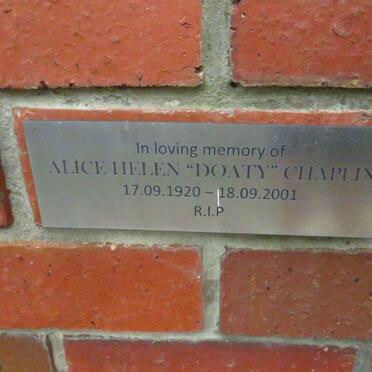 In loving memory of
ALICE HELEN “DOATY” CHAPLIN
17.09.1920 – 18.09.2001
R.I.P